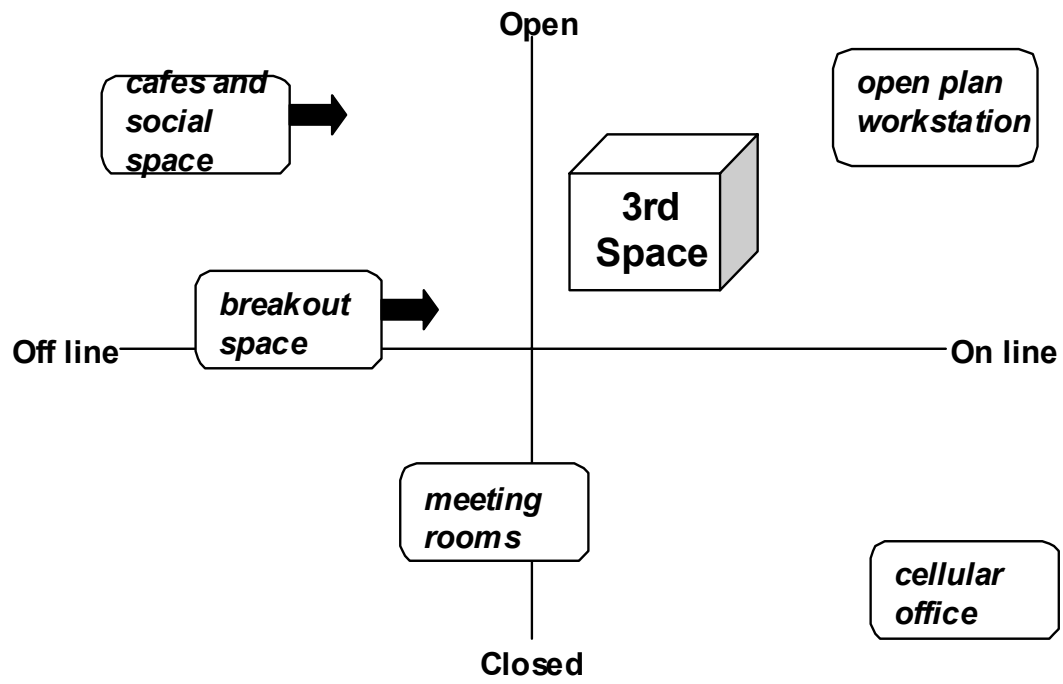 Open
cafes and
social
space
open plan
workstation
3rd
Space
breakout
space
Off line
On line
meeting
rooms
cellular
office
Closed